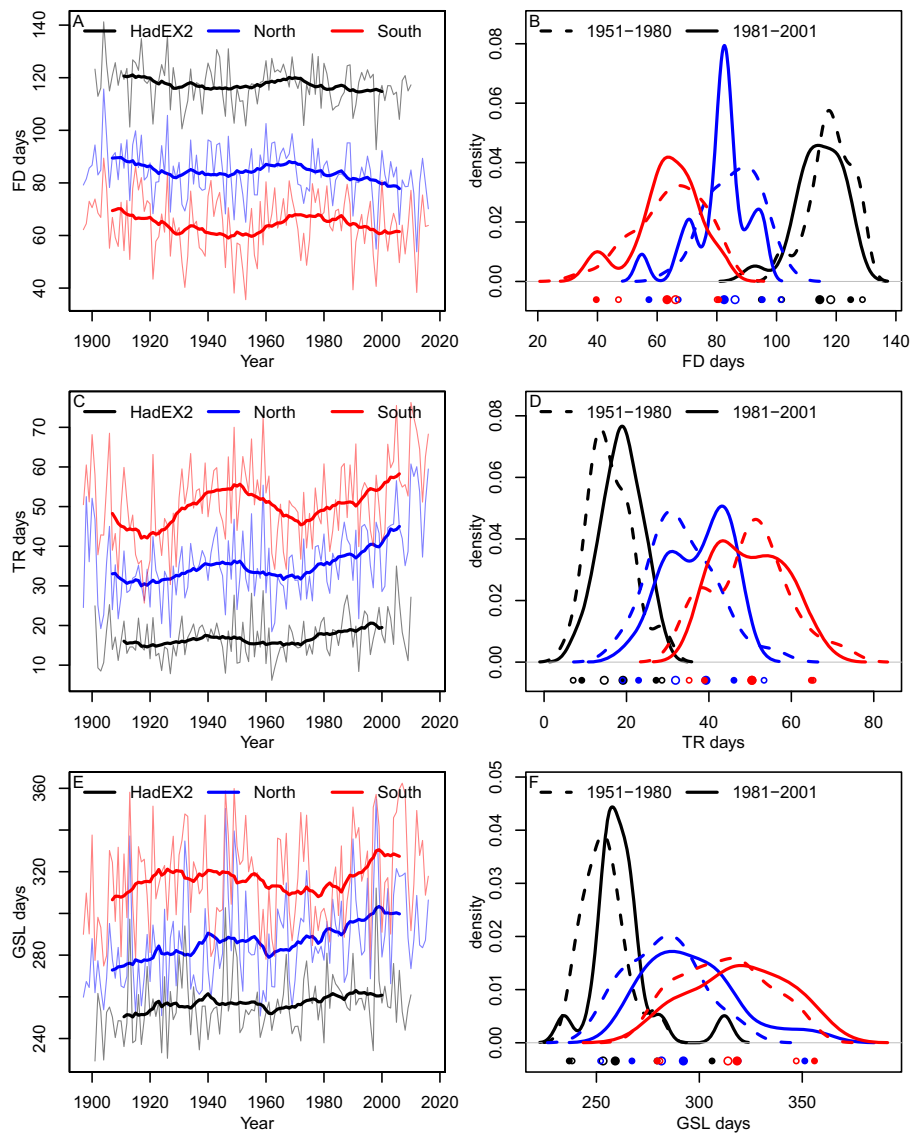 A
HadEX2 North South
FD days
140
120
100
80
60
40
1900 1920 1940 1960 1980 2000 2020
Year
B
1951−1980 1981−2001
density
0.08
0.06
0.04
0.02
0.00
20 40 60 80 100 120 140
FD days
C
HadEX2 North South
TR days
70
60
50
40
30
20
10
1900 1920 1940 1960 1980 2000 2020
Year
D
1951−1980 1981−2001
density
0.08
0.06
0.04
0.02
0.00
0 20 40 60 80
TR days
E
HadEX2 North South
GSL days
360
320
280
240
1900 1920 1940 1960 1980 2000 2020
Year
F
1951−1980 1981−2001
density
0.05
0.04
0.03
0.02
0.01
0.00
250 300 350
GSL days